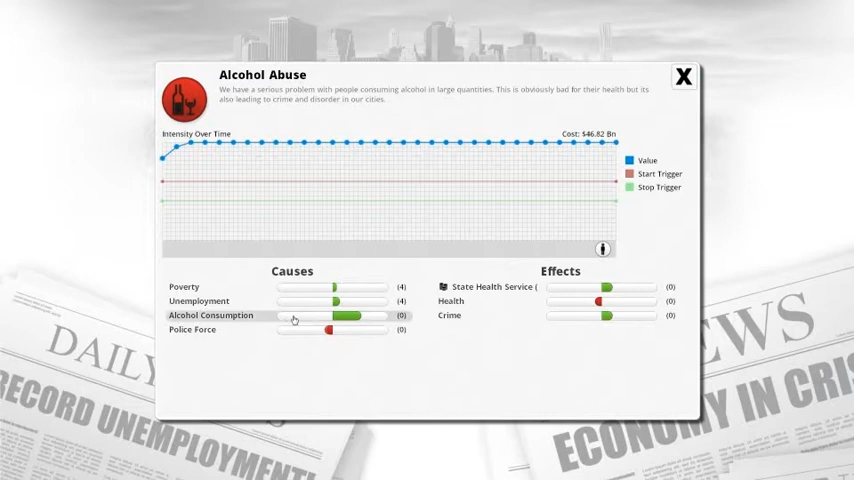 Alcohol Abuse
X
We have a serious problem with people consuming alcohol in large quantities. This is obviously bad for their health but its
also leading to crime and disorder in our cities.
Intensity Over Time
Cost: $46.82 Bn
Value
Start Trigger
Stop Trigger
Causes
Effects
Poverty (4)
State Health Service ( (0)
Unemployment (4)
Health (0)
Alcohol Consumption (0)
Crime (0)
Police Force (0)
DAILY
NEWS
RECORD UNEMPLOYMENT!
ECONOMY IN CRIS